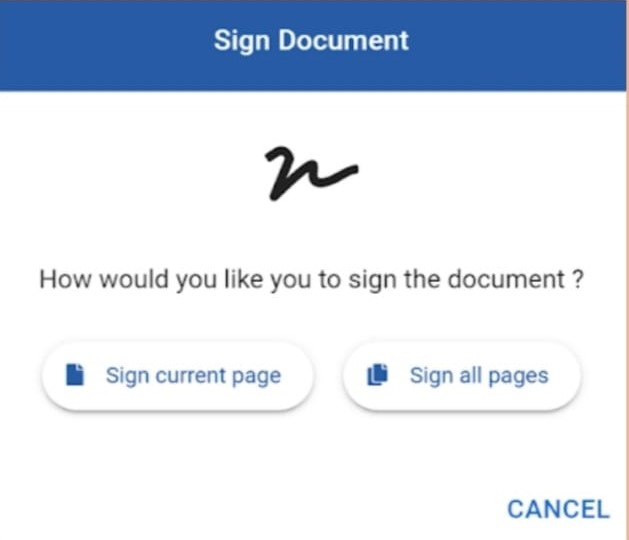 Sign Document
How would you like you to sign the document ?
Sign current page
Sign all pages
CANCEL